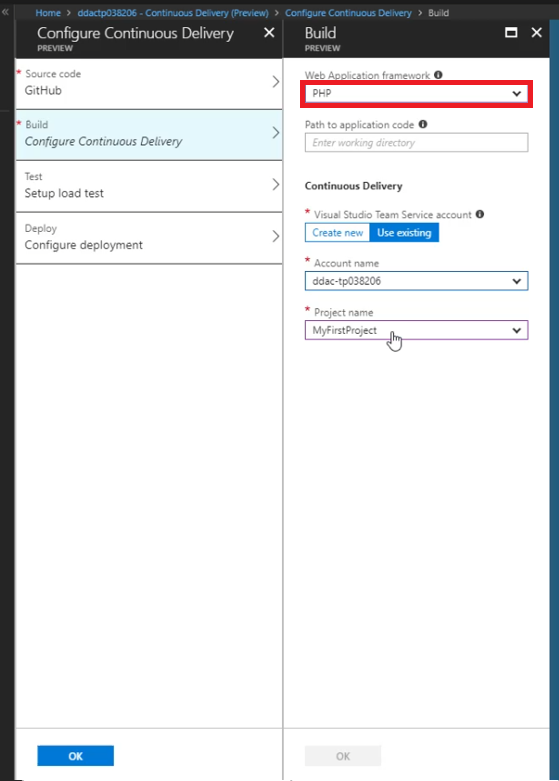 Home > ddactp038206 - Continuous Delivery (Preview) > Configure Continuous Delivery > Build
Configure Continuous Delivery
PREVIEW
* Source code
GitHub
* Build
Configure Continuous Delivery
Test
Setup load test
Deploy
Configure deployment
OK
Build
PREVIEW
Web Application framework
PHP
Path to application code
Enter working directory
Continuous Delivery
* Visual Studio Team Service account
Create new Use existing
* Account name
ddac-tp038206
* Project name
MyFirstProject
OK